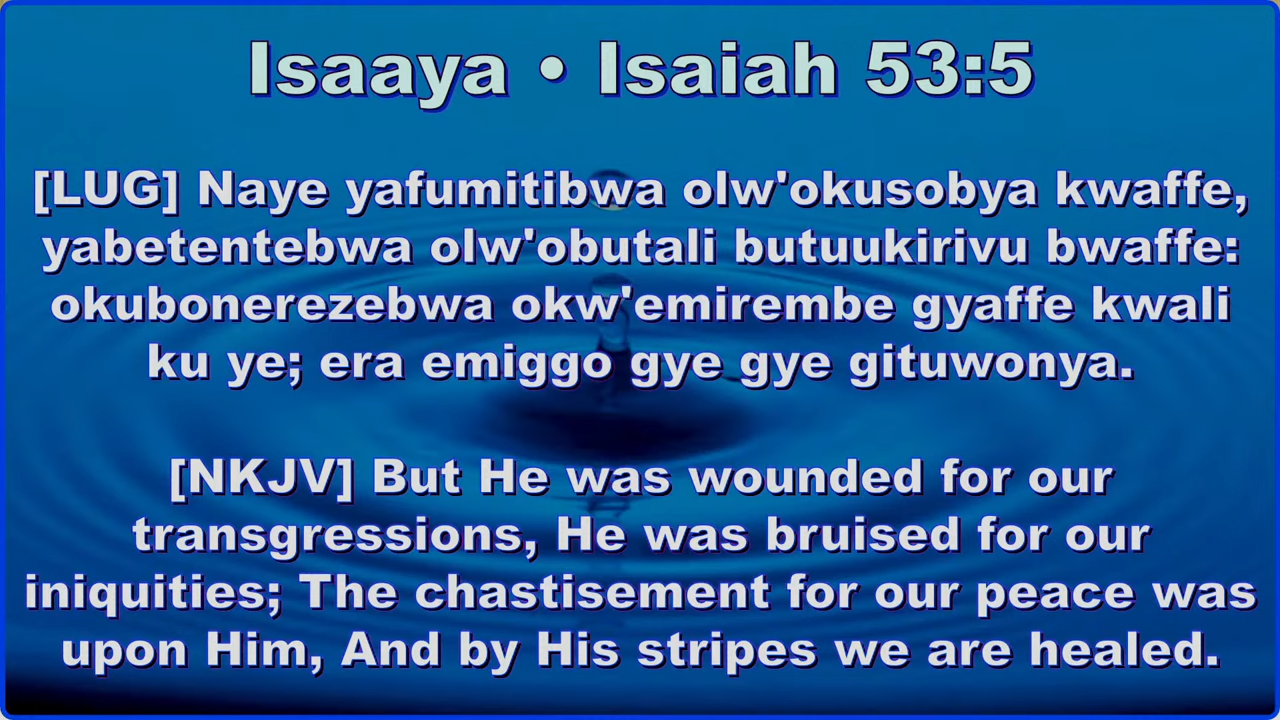 Isaaya • Isaiah 53:5
[LUG] Naye yafumitibwa olw'okusobya kwaffe,
yabetentebwa olw'obutali butuukirivu bwaffe:
okubonerezebwa okw'emirembe gyaffe kwali
ku ye; era emiggo gye gye gituwonya.
[NKJV] But He was wounded for our
transgressions, He was bruised for our
iniquities; The chastisement for our peace was
upon Him, And by His stripes we are healed.